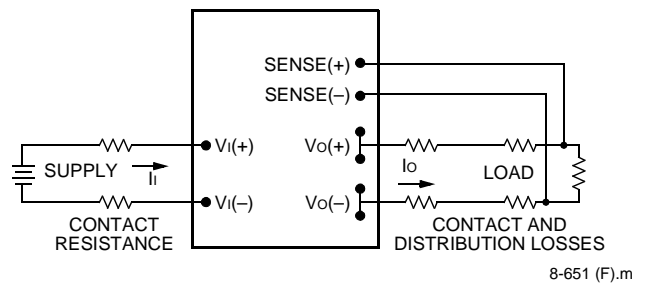 SENSE(+)
SENSE(–)
VI(+)
VO(+)
SUPPLY
II
IO
LOAD
VI(–)
VO(–)
CONTACT
RESISTANCE
CONTACT AND
DISTRIBUTION LOSSES
8-651 (F).m